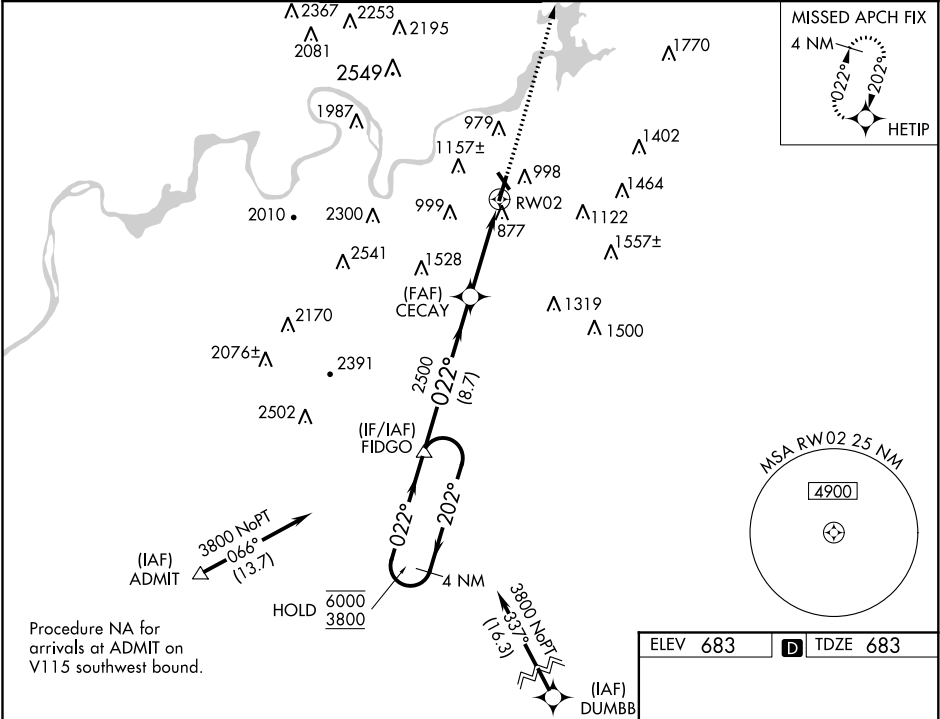 2367
2253
2195
2081
2549
1987
979
1157±
998
1770
1402
1464
MISSED APCH FIX
4 NM
022°
202°
HETIP
2010
2300
999
RW02
877
1122
1557±
2541
1528
(FAF)
CECAY
1319
1500
2170
2076±
2391
2502
2500
022°
(8.7)
(IF/IAF)
FIDGO
022°
202°
4 NM
HOLD
6000
3800
3800 NoPT
066°
(13.7)
(IAF)
ADMIT
3800 NoPT
337°
(16.3)
(IAF)
DUMBB
MSA RW02 25 NM
4900
Procedure NA for
arrivals at ADMIT on
V115 southwest bound.
ELEV 683 D TDZE 683